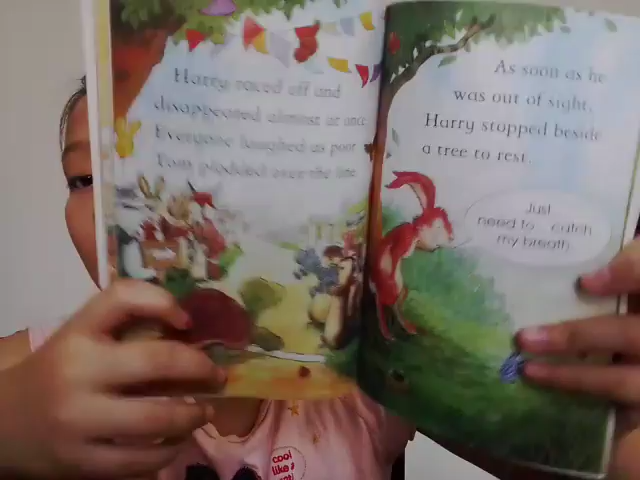 Harry raced off and
disappeared almost at once.
Everyone laughed as poor
Tom plodded over the line.
As soon as he
was out of sight,
Harry stopped beside
a tree to rest.
Just
need to catch
my breath
cool
like a